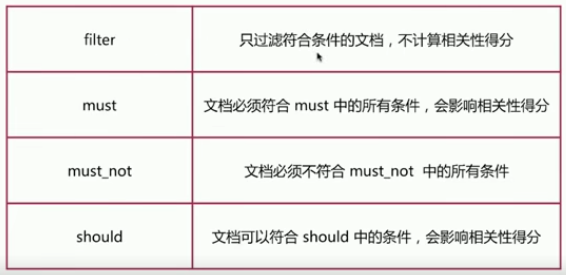 filter 只过滤符合条件的文档，不计算相关性得分
must 文档必须符合 must 中的所有条件，会影响相关性得分
must_not 文档必须不符合 must_not 中的所有条件
should 文档可以符合 should 中的条件，会影响相关性得分